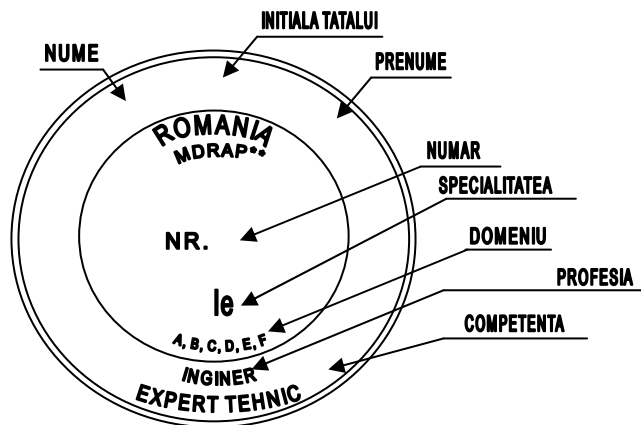 INITIALA TATALUI
NUME
PRENUME
ROMANIA
MDRAP**
NUMAR
SPECIALITATEA
NR.
DOMENIU
PROFESIA
Ie
COMPETENTA
A, B, C, D, E, F
INGINER
EXPERT TEHNIC